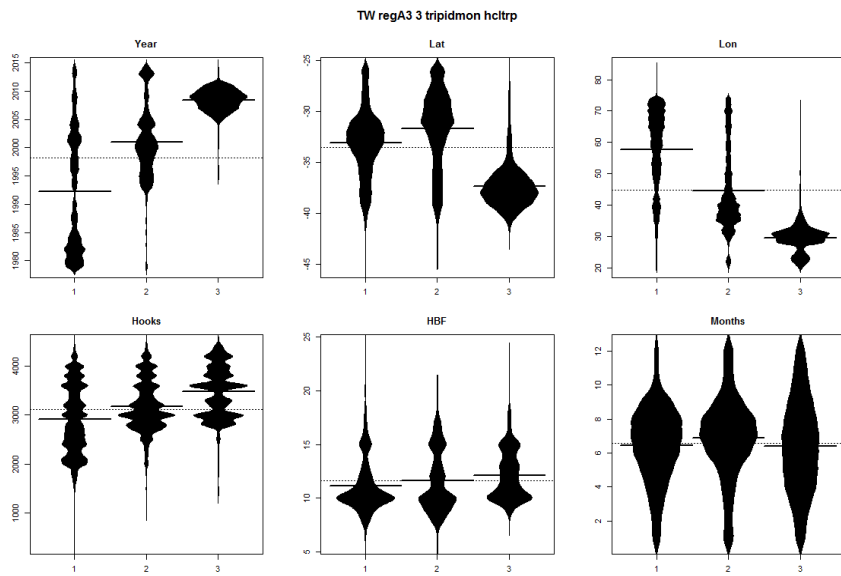 TW regA3 3 tripidmon hcltrp
Year
Lat
Lon
1980 1985 1990 1995 2000 2005 2010 2015
1 2 3
-45 -40 -35 -30 -25
1 2 3
20 30 40 50 60 70 80
1 2 3
Hooks
HBF
Months
1000 2000 3000 4000
1 2 3
5 10 15 20 25
1 2 3
2 4 6 8 10 12
1 2 3